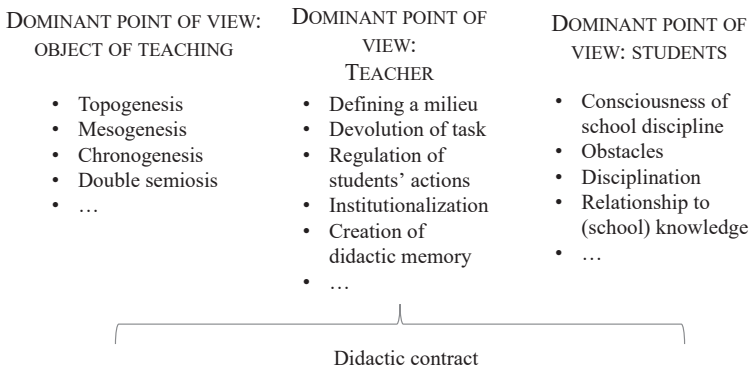 DOMINANT POINT OF VIEW:
OBJECT OF TEACHING
• Topogenesis
• Mesogenesis
• Chronogenesis
• Double semiosis
• …
DOMINANT POINT OF
VIEW:
TEACHER
• Defining a milieu
• Devolution of task
• Regulation of
students’ actions
• Institutionalization
• Creation of
didactic memory
• …
DOMINANT POINT OF
VIEW: STUDENTS
• Consciousness of
school discipline
• Obstacles
• Disciplination
• Relationship to
(school) knowledge
• …
Didactic contract